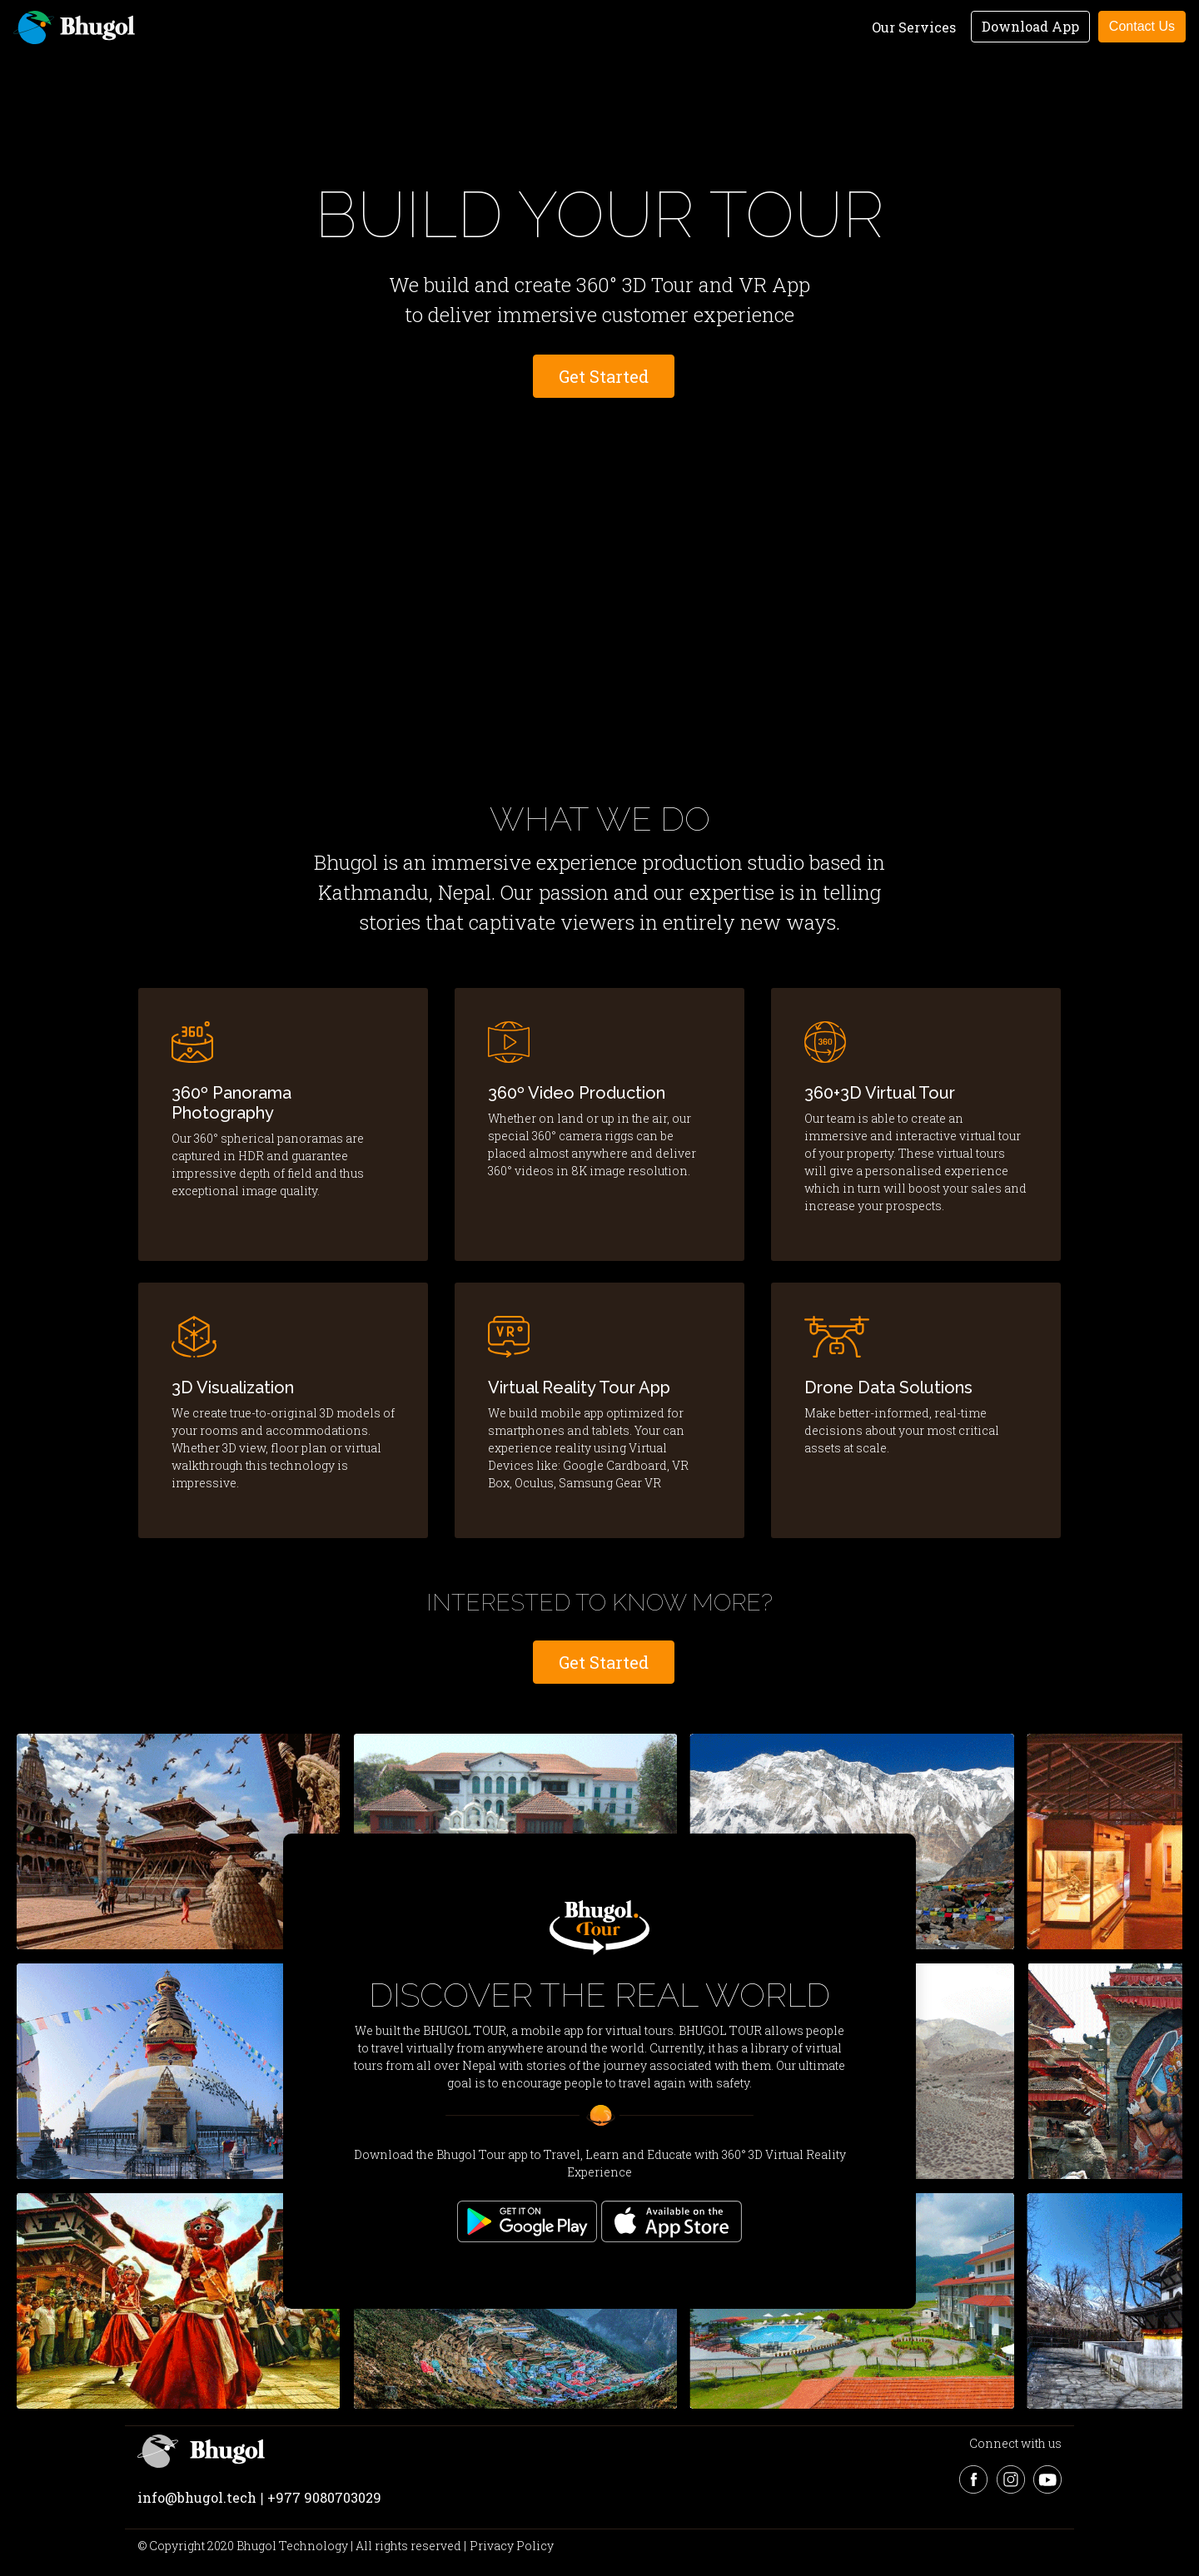 Bhugol
Our Services
Download App
Contact Us
BUILD YOUR TOUR
We build and create 360° 3D Tour and VR App
to deliver immersive customer experience
Get Started
WHAT WE DO
Bhugol is an immersive experience production studio based in
Kathmandu, Nepal. Our passion and our expertise is in telling
stories that captivate viewers in entirely new ways.
360°
360º Panorama
Photography
Our 360° spherical panoramas are
captured in HDR and guarantee
impressive depth of field and thus
exceptional image quality.
360º Video Production
Whether on land or up in the air, our
special 360° camera riggs can be
placed almost anywhere and deliver
360° videos in 8K image resolution.
360
360+3D Virtual Tour
Our team is able to create an
immersive and interactive virtual tour
of your property. These virtual tours
will give a personalised experience
which in turn will boost your sales and
increase your prospects.
3D Visualization
We create true-to-original 3D models of
your rooms and accommodations.
Whether 3D view, floor plan or virtual
walkthrough this technology is
impressive.
VR
Virtual Reality Tour App
We build mobile app optimized for
smartphones and tablets. Your can
experience reality using Virtual
Devices like: Google Cardboard, VR
Box, Oculus, Samsung Gear VR
Drone Data Solutions
Make better-informed, real-time
decisions about your most critical
assets at scale.
INTERESTED TO KNOW MORE?
Get Started
Bhugol.
Tour
DISCOVER THE REAL WORLD
We built the BHUGOL TOUR, a mobile app for virtual tours. BHUGOL TOUR allows people
to travel virtually from anywhere around the world. Currently, it has a library of virtual
tours from all over Nepal with stories of the journey associated with them. Our ultimate
goal is to encourage people to travel again with safety.
Download the Bhugol Tour app to Travel, Learn and Educate with 360° 3D Virtual Reality
Experience
GET IT ON
Google Play
Available on the
App Store
Bhugol
Connect with us
info@bhugol.tech | +977 9080703029
© Copyright 2020 Bhugol Technology | All rights reserved | Privacy Policy